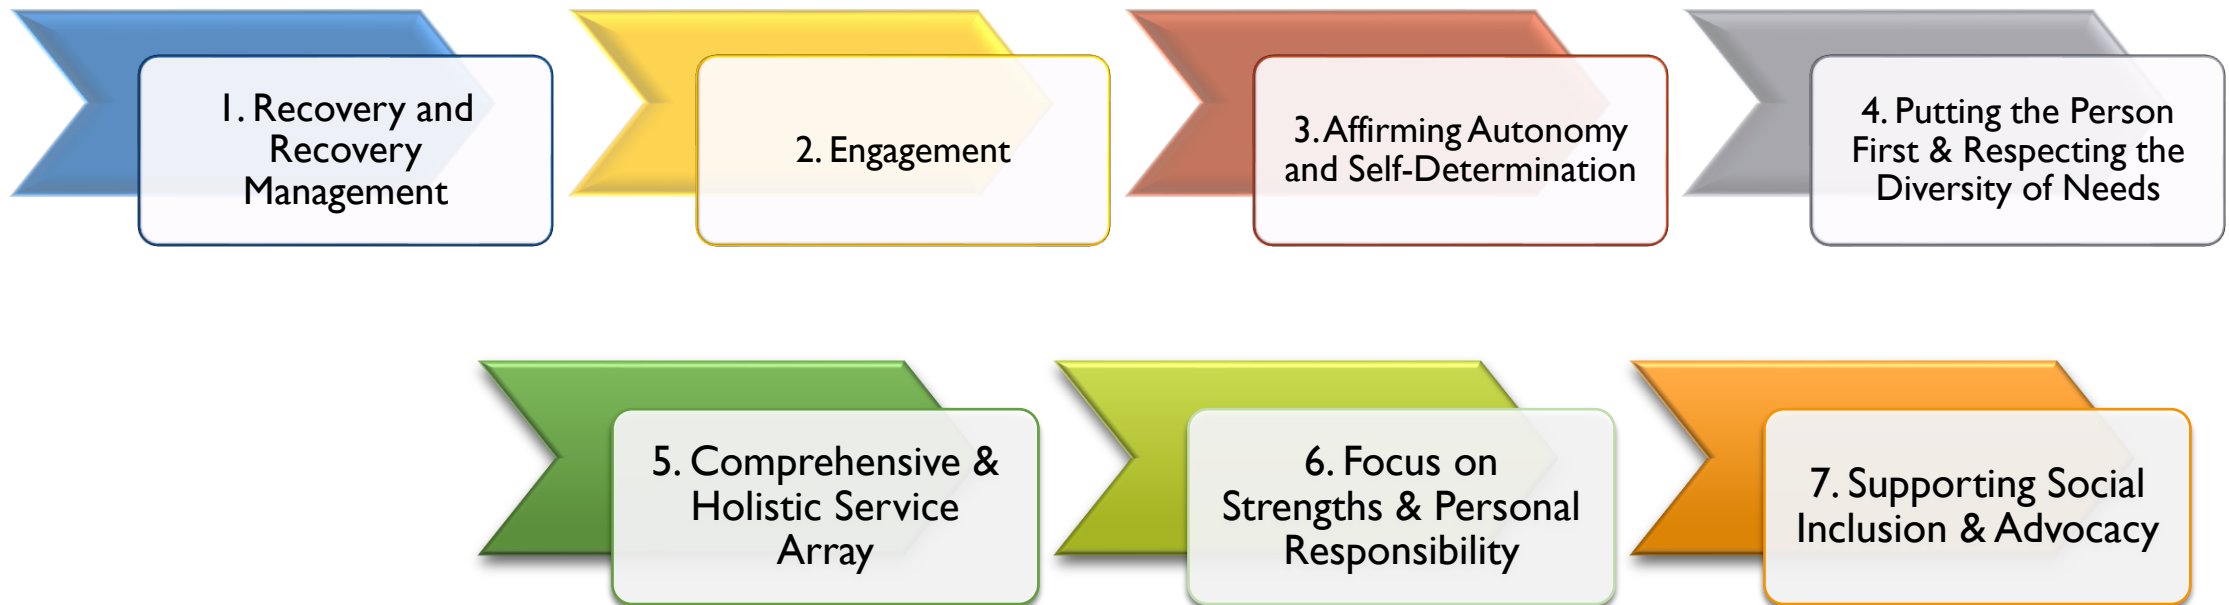 1. Recovery and
Recovery
Management
2. Engagement
3. Affirming Autonomy
and Self-Determination
4. Putting the Person
First & Respecting the
Diversity of Needs
5. Comprehensive &
Holistic Service
Array
6. Focus on
Strengths & Personal
Responsibility
7. Supporting Social
Inclusion & Advocacy